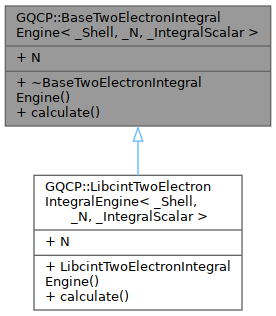 GQCP::BaseTwoElectronIntegral
Engine< _Shell, _N, _IntegralScalar >
+ N
+ ~BaseTwoElectronIntegral
Engine()
+ calculate()
GQCP::LibcintTwoElectron
IntegralEngine< _Shell,
_N, _IntegralScalar >
+ N
+ LibcintTwoElectronIntegral
Engine()
+ calculate()